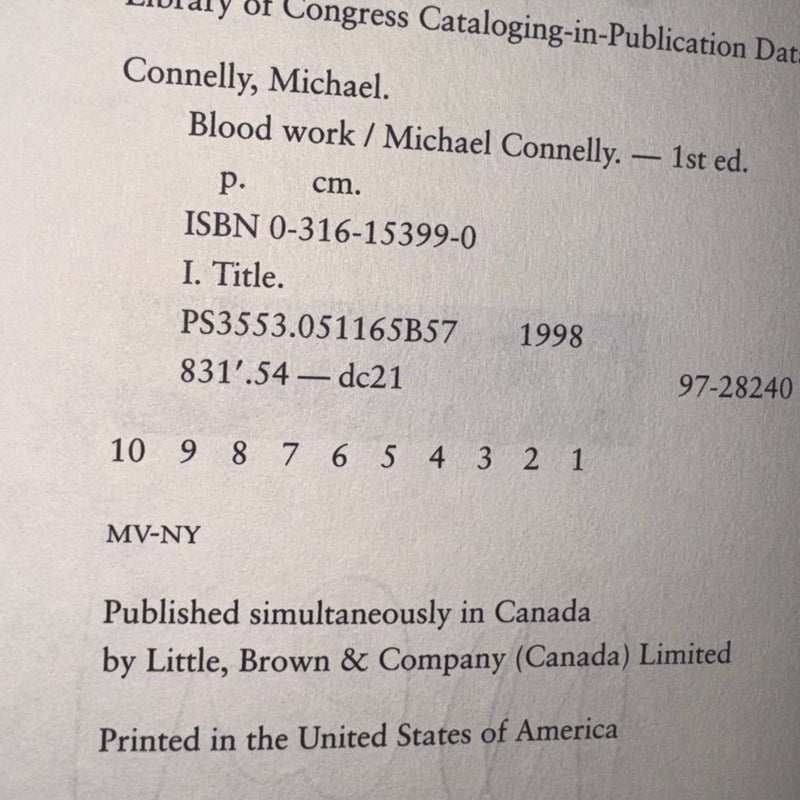 Library of Congress Cataloging-in-Publication Data
Connelly, Michael.
Blood work / Michael Connelly. — 1st ed.
p. cm.
ISBN 0-316-15399-0
I. Title.
PS3553.051165B57 1998
831′.54 — dc21 97-28240
10 9 8 7 6 5 4 3 2 1
MV-NY
Published simultaneously in Canada
by Little, Brown & Company (Canada) Limited
Printed in the United States of America